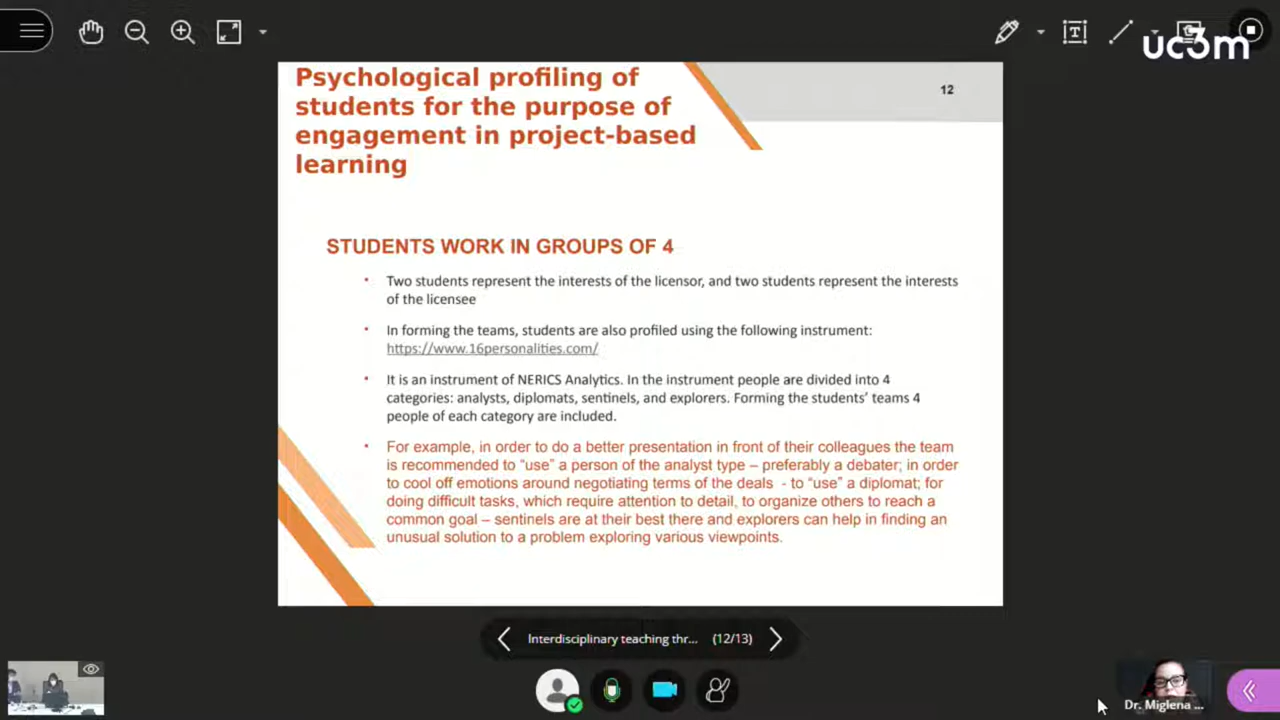 uc3m
Psychological profiling of
students for the purpose of
engagement in project-based
learning
12
STUDENTS WORK IN GROUPS OF 4
Two students represent the interests of the licensor, and two students represent the interests
of the licensee
In forming the teams, students are also profiled using the following instrument:
https://www.16personalities.com/
It is an instrument of NERICS Analytics. In the instrument people are divided into 4
categories: analysts, diplomats, sentinels, and explorers. Forming the students’ teams 4
people of each category are included.
For example, in order to do a better presentation in front of their colleagues the team
is recommended to “use” a person of the analyst type – preferably a debater; in order
to cool off emotions around negotiating terms of the deals - to “use” a diplomat; for
doing difficult tasks, which require attention to detail, to organize others to reach a
common goal – sentinels are at their best there and explorers can help in finding an
unusual solution to a problem exploring various viewpoints.
Interdisciplinary teaching thr... (12/13)
Dr. Miglena ...